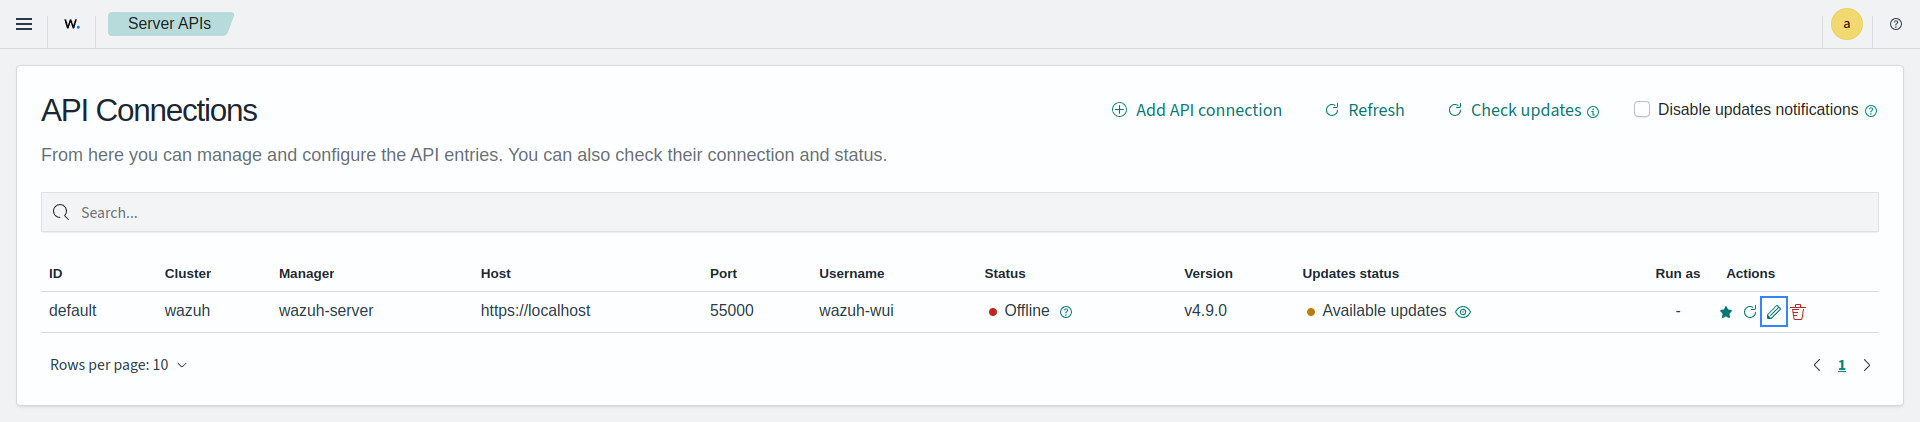 w. Server APIs a
API Connections Add API connection Refresh Check updates Disable updates notifications
From here you can manage and configure the API entries. You can also check their connection and status.
Search...
ID Cluster Manager Host Port Username Status Version Updates status Run as Actions
default wazuh wazuh-server https://localhost 55000 wazuh-wui Offline v4.9.0 Available updates -
Rows per page: 10 1